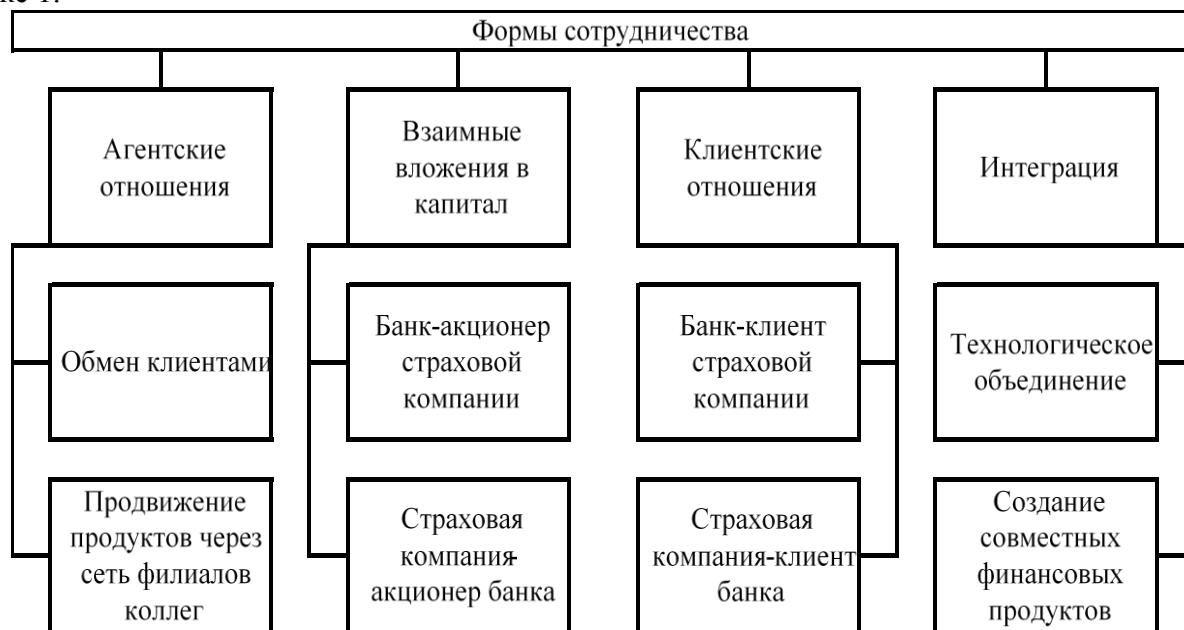 ке 1.
Формы сотрудничества
Агентские
отношения
Взаимные
вложения в
капитал
Клиентские
отношения
Интеграция
Обмен клиентами
Банк-акционер
страховой
компании
Банк-клиент
страховой
компании
Технологическое
объединение
Продвижение
продуктов через
сеть филиалов
коллег
Страховая
компания-
акционер банка
Страховая
компания-клиент
банка
Создание
совместных
финансовых
продуктов